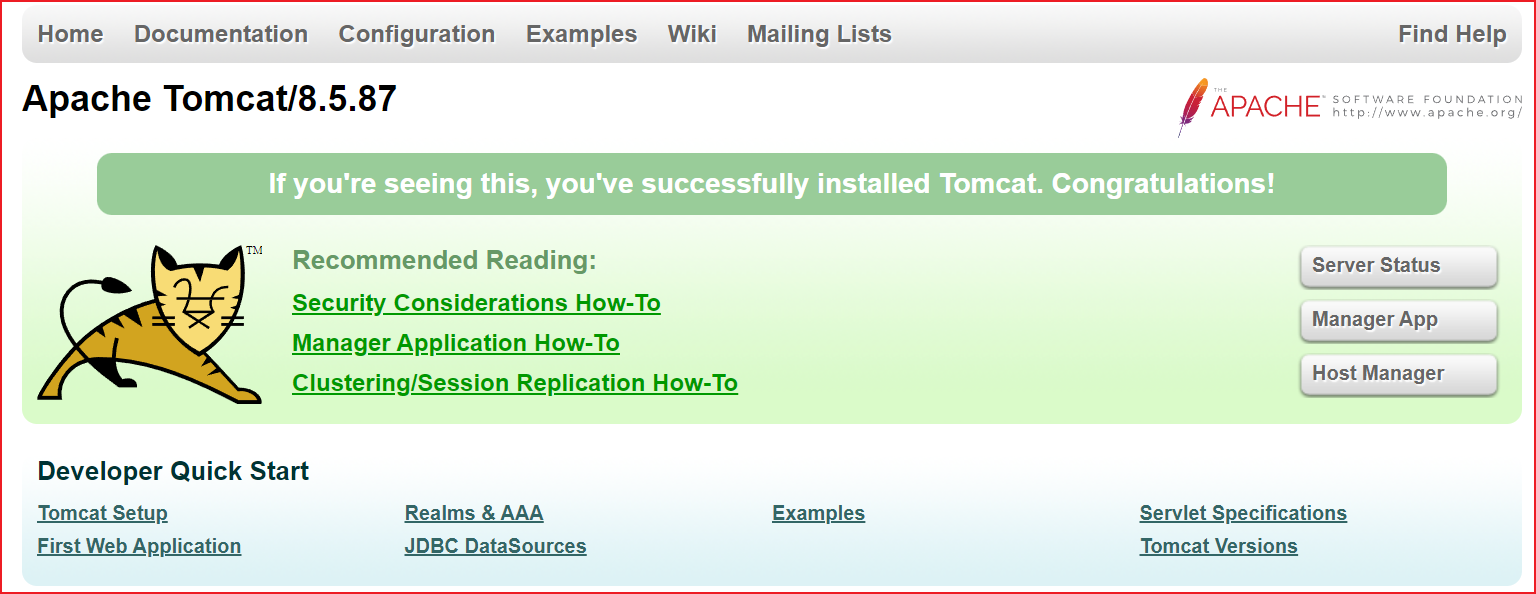 Home Documentation Configuration Examples Wiki Mailing Lists Find Help
Apache Tomcat/8.5.87
THE
APACHE™ SOFTWARE FOUNDATION
http://www.apache.org/
If you're seeing this, you've successfully installed Tomcat. Congratulations!
TM
Recommended Reading:
Security Considerations How-To
Manager Application How-To
Clustering/Session Replication How-To
Server Status
Manager App
Host Manager
Developer Quick Start
Tomcat Setup Realms & AAA Examples Servlet Specifications
First Web Application JDBC DataSources Tomcat Versions